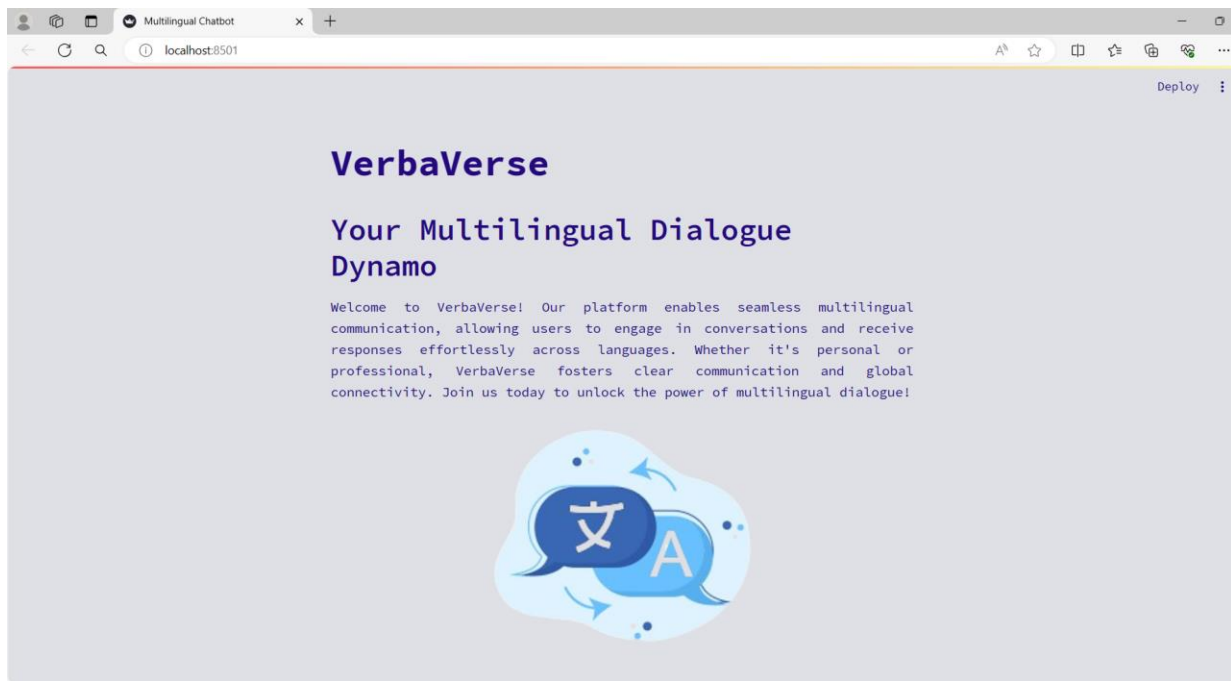 Multilingual Chatbot
localhost:8501
Deploy
VerbaVerse
Your Multilingual Dialogue
Dynamo
Welcome to VerbaVerse! Our platform enables seamless multilingual
communication, allowing users to engage in conversations and receive
responses effortlessly across languages. Whether it's personal or
professional, VerbaVerse fosters clear communication and global
connectivity. Join us today to unlock the power of multilingual dialogue!
文
A